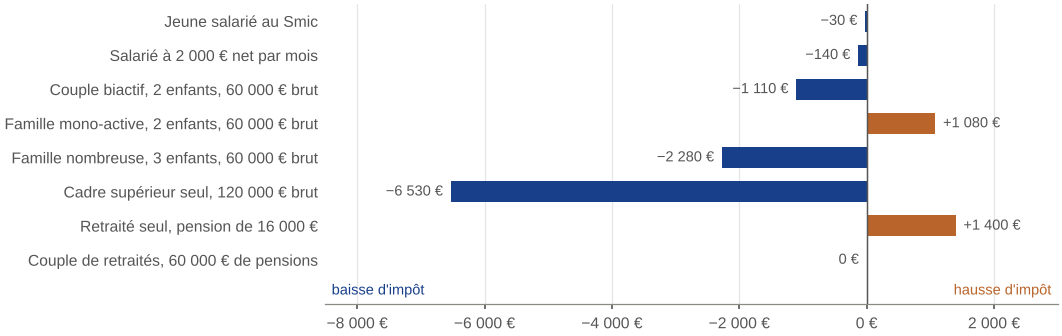 Jeune salarié au Smic −30 €
Salarié à 2 000 € net par mois −140 €
Couple biactif, 2 enfants, 60 000 € brut −1 110 €
Famille mono-active, 2 enfants, 60 000 € brut +1 080 €
Famille nombreuse, 3 enfants, 60 000 € brut −2 280 €
Cadre supérieur seul, 120 000 € brut −6 530 €
Retraité seul, pension de 16 000 € +1 400 €
Couple de retraités, 60 000 € de pensions 0 €
baisse d'impôt hausse d'impôt
−8 000 € −6 000 € −4 000 € −2 000 € 0 € 2 000 €